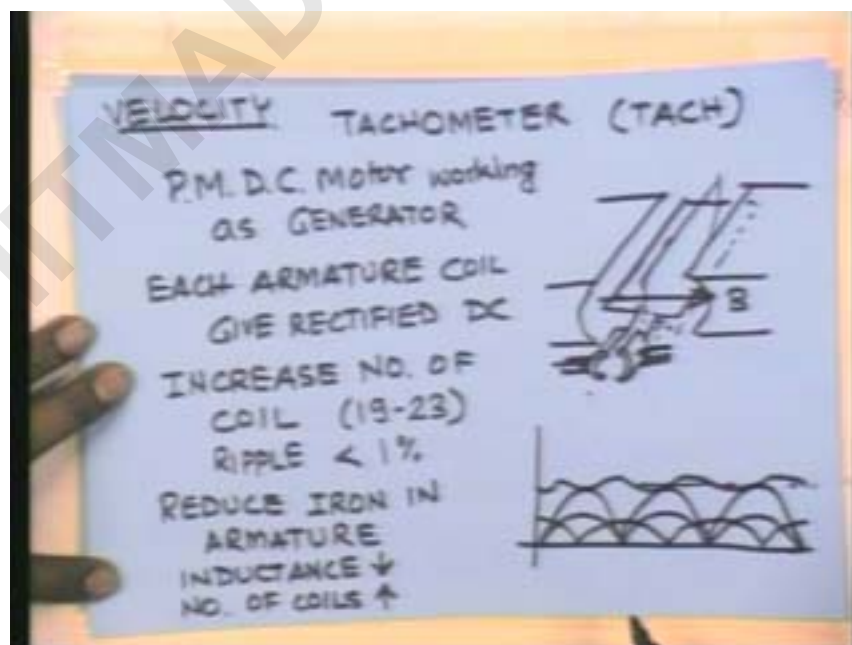 VELOCITY TACHOMETER (TACH)
P.M. D.C. Motor working
as GENERATOR
EACH ARMATURE COIL
GIVE RECTIFIED DC
INCREASE NO. OF
COIL (19-23)
RIPPLE < 1%
REDUCE IRON IN
ARMATURE
INDUCTANCE ↓
NO. OF COILS ↑
B